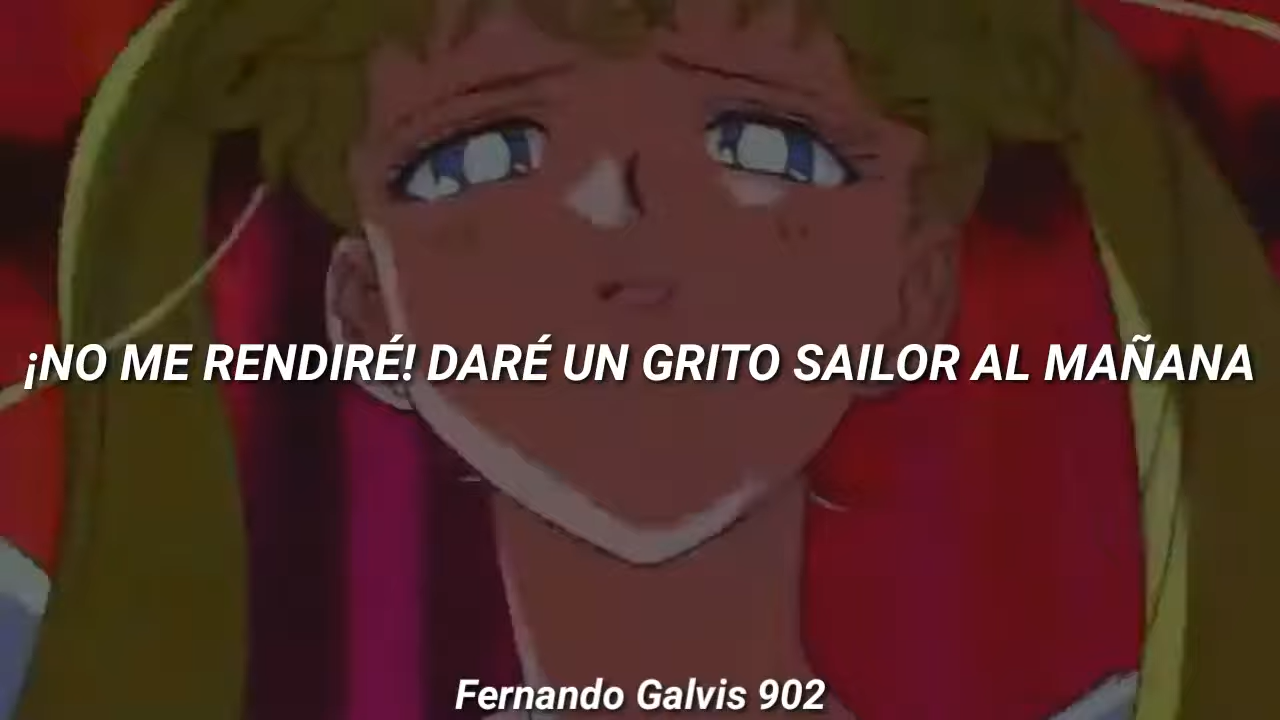 ¡NO ME RENDIRÉ! DARÉ UN GRITO SAILOR AL MAÑANA
Fernando Galvis 902